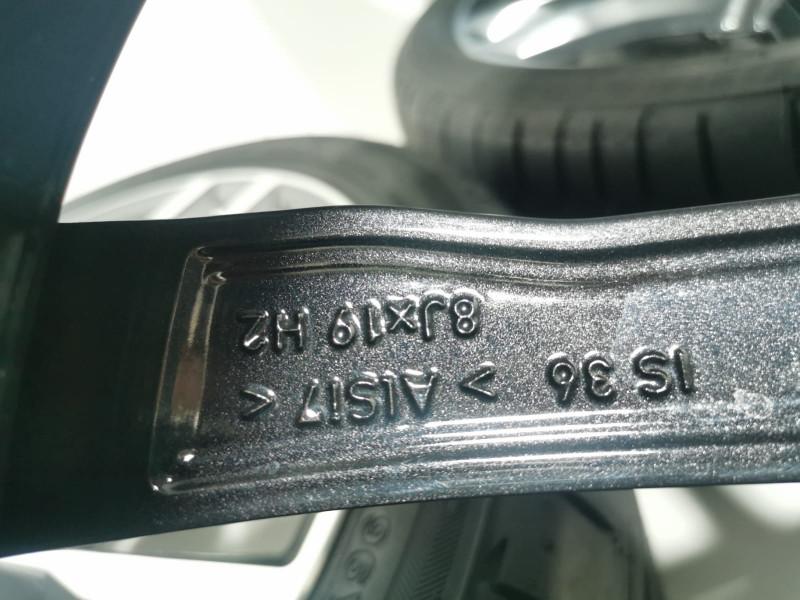 IS 36 > AlSi7 <
8Jx19 H2